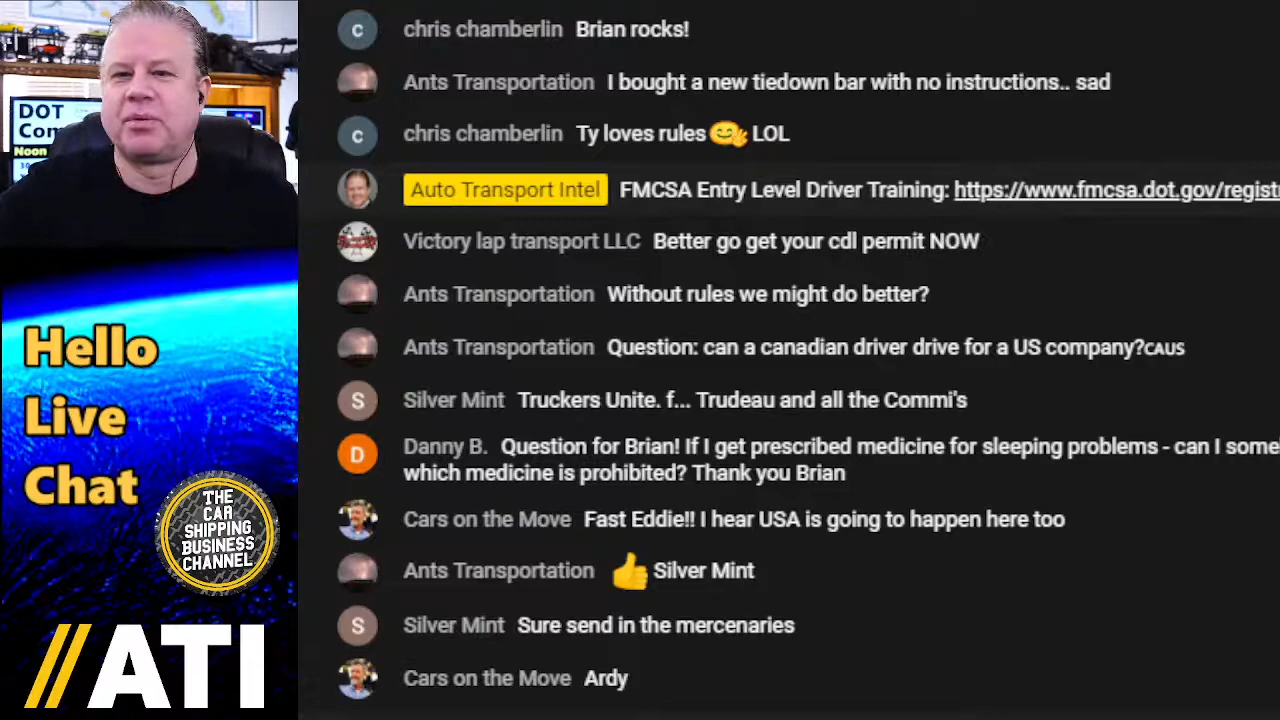 DOT
Com
Noon
Hello
Live
Chat
THE
CAR
SHIPPING
BUSINESS
CHANNEL
//ATI
C chris chamberlin Brian rocks!
Ants Transportation I bought a new tiedown bar with no instructions.. sad
C chris chamberlin Ty loves rules 😊👋 LOL
Auto Transport Intel FMCSA Entry Level Driver Training: https://www.fmcsa.dot.gov/regist
Victory lap transport LLC Better go get your cdl permit NOW
Ants Transportation Without rules we might do better?
Ants Transportation Question: can a canadian driver drive for a US company?CAUS
S Silver Mint Truckers Unite. f... Trudeau and all the Commi's
D Danny B. Question for Brian! If I get prescribed medicine for sleeping problems - can I some
which medicine is prohibited? Thank you Brian
Cars on the Move Fast Eddie!! I hear USA is going to happen here too
Ants Transportation 👍 Silver Mint
S Silver Mint Sure send in the mercenaries
Cars on the Move Ardy